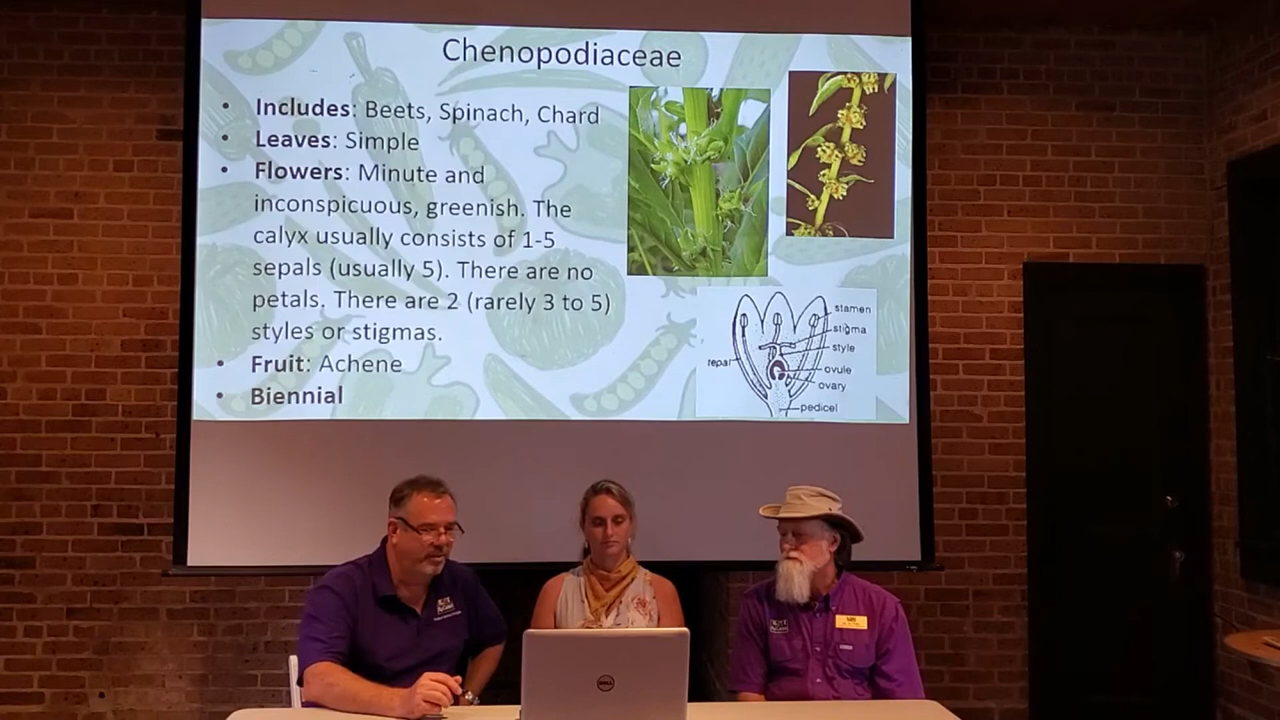 Chenopodiaceae
• Includes: Beets, Spinach, Chard
• Leaves: Simple
• Flowers: Minute and
inconspicuous, greenish. The
calyx usually consists of 1-5
sepals (usually 5). There are no
petals. There are 2 (rarely 3 to 5)
styles or stigmas.
• Fruit: Achene
• Biennial
stamen
stigma
style
repal
ovule
ovary
pedicel
DELL